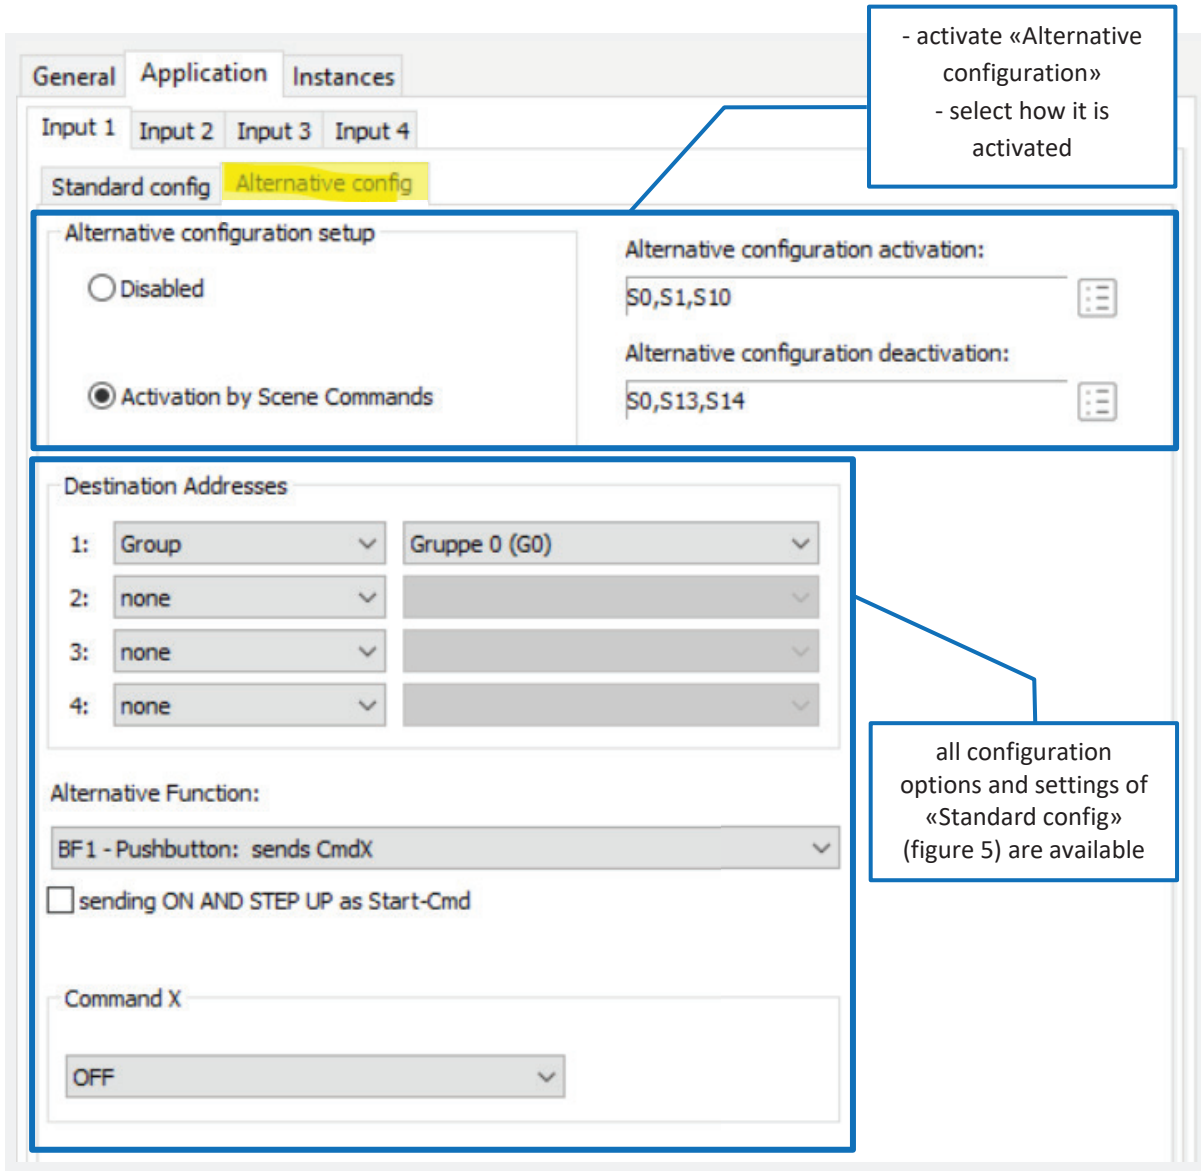 - activate «Alternative
configuration»
- select how it is
activated
General Application Instances
Input 1 Input 2 Input 3 Input 4
Standard config Alternative config
Alternative configuration setup
Disabled
Activation by Scene Commands
Alternative configuration activation:
S0,S1,S10
Alternative configuration deactivation:
S0,S13,S14
Destination Addresses
1: Group Gruppe 0 (G0)
2: none
3: none
4: none
all configuration
options and settings of
«Standard config»
(figure 5) are available
Alternative Function:
BF1 - Pushbutton: sends CmdX
sending ON AND STEP UP as Start-Cmd
Command X
OFF